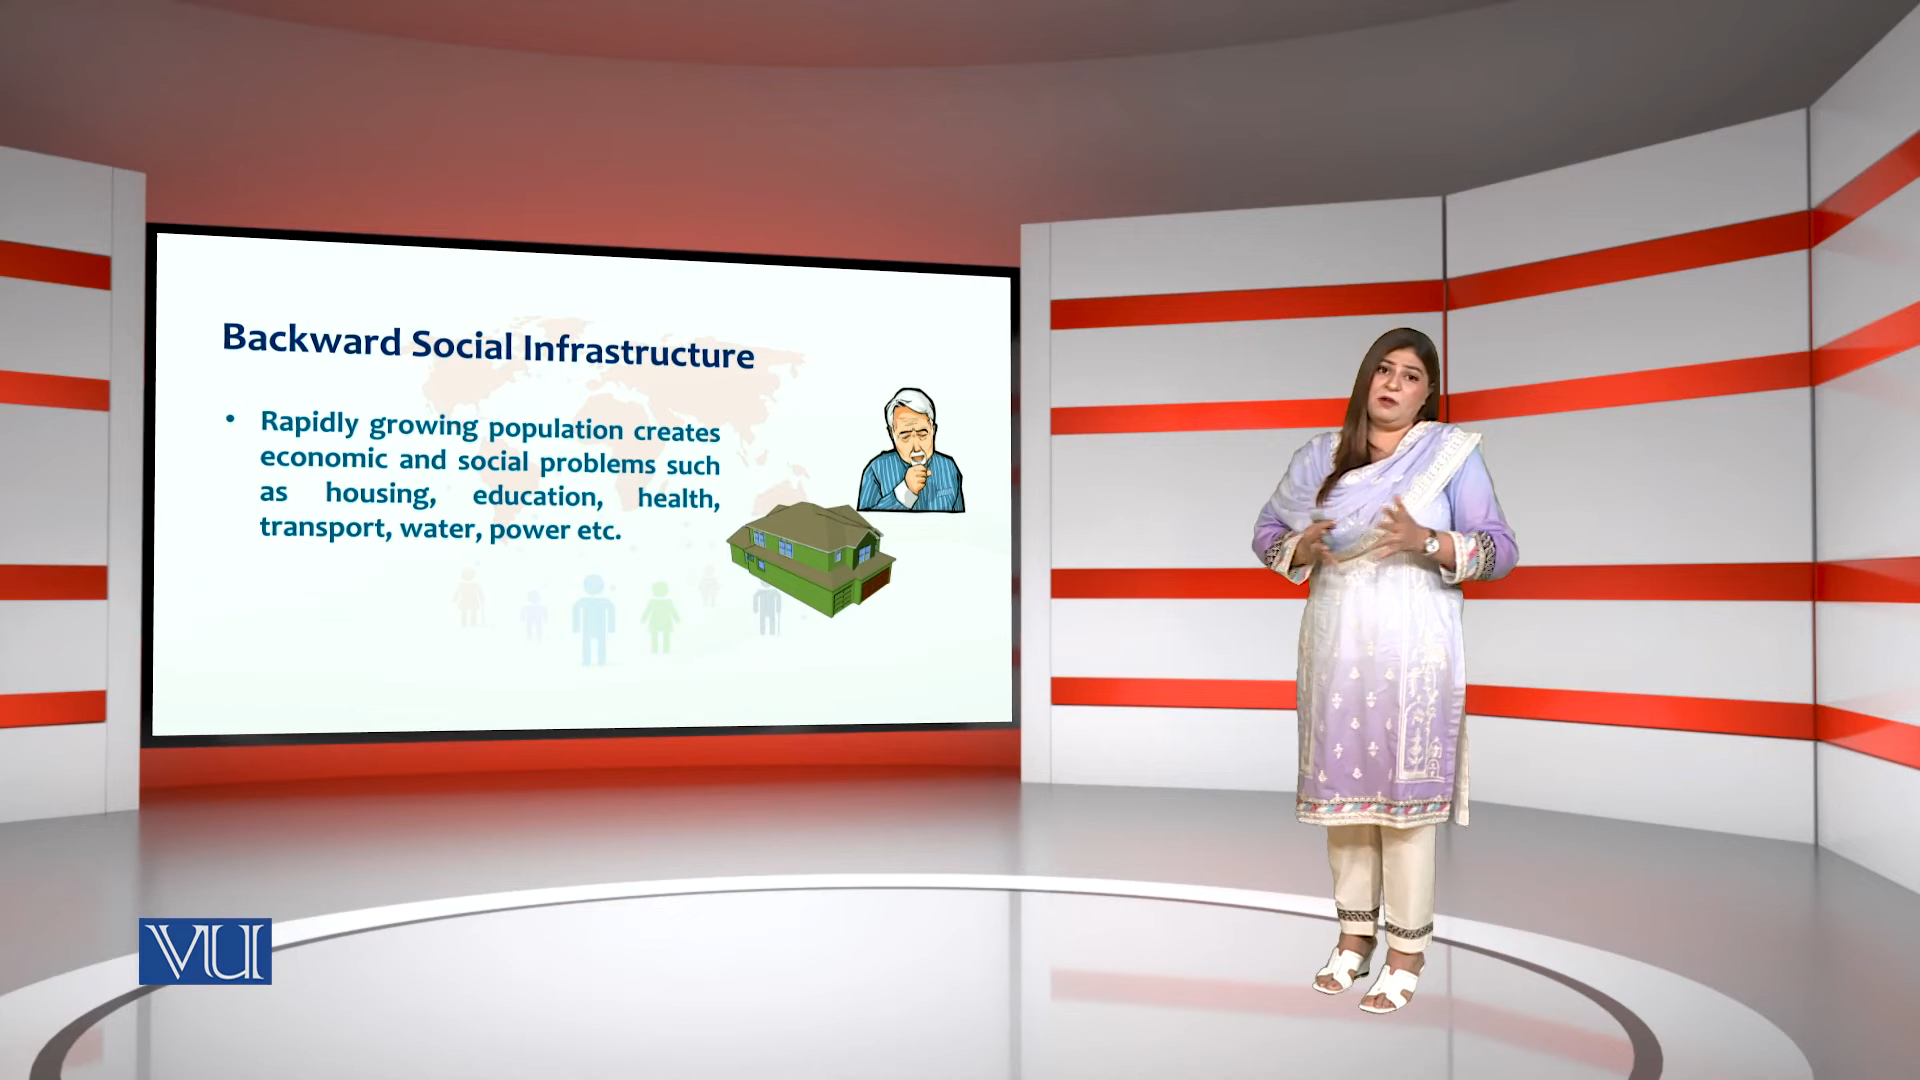 Backward Social Infrastructure
• Rapidly growing population creates
economic and social problems such
as housing, education, health,
transport, water, power etc.
VU